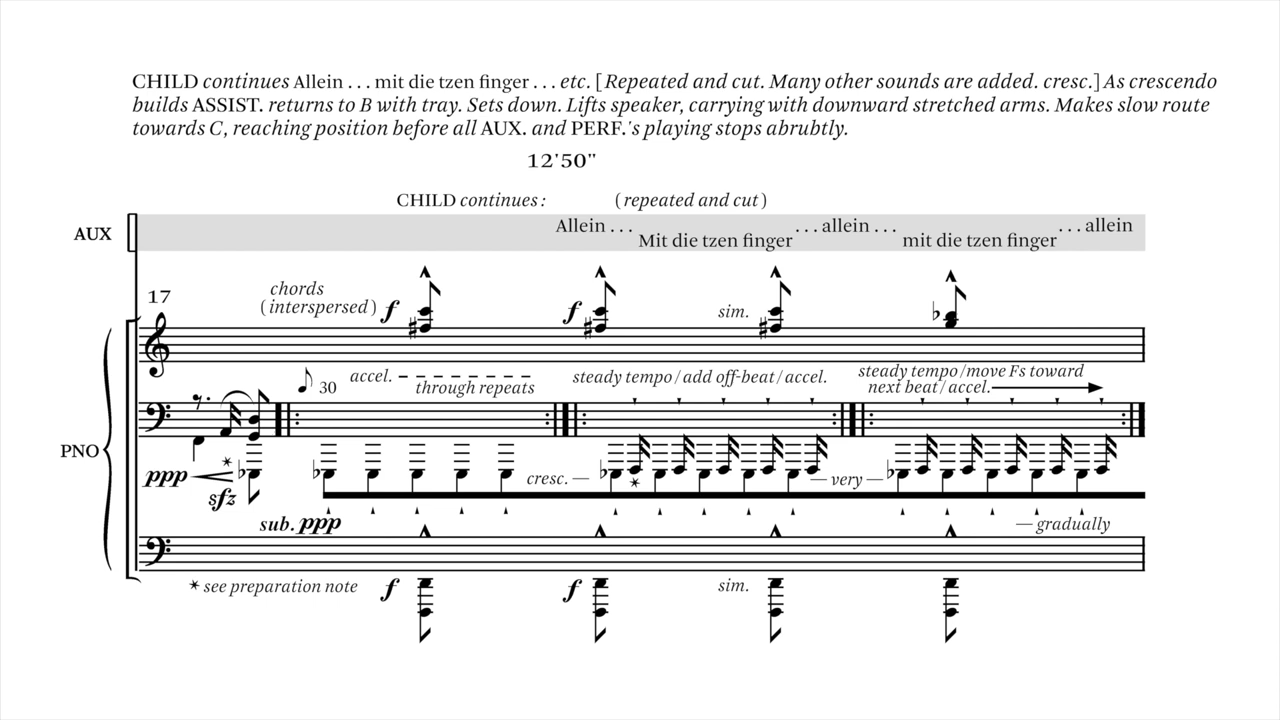 CHILD continues Allein . . . mit die tzen finger . . . etc. [Repeated and cut. Many other sounds are added. cresc.] As crescendo
builds ASSIST. returns to B with tray. Sets down. Lifts speaker, carrying with downward stretched arms. Makes slow route
towards C, reaching position before all AUX. and PERF.'s playing stops abrubtly.
12'50"
CHILD continues: (repeated and cut)
AUX
Allein . . . Mit die tzen finger . . . allein . . . mit die tzen finger . . . allein
17
chords
(interspersed) f f sim.
30 accel. through repeats
steady tempo/add off-beat/accel.
steady tempo/move Fs toward
next beat/accel.
PNO
ppp * sfz
cresc. — * — very —
sub. ppp
— gradually
* see preparation note f f sim.